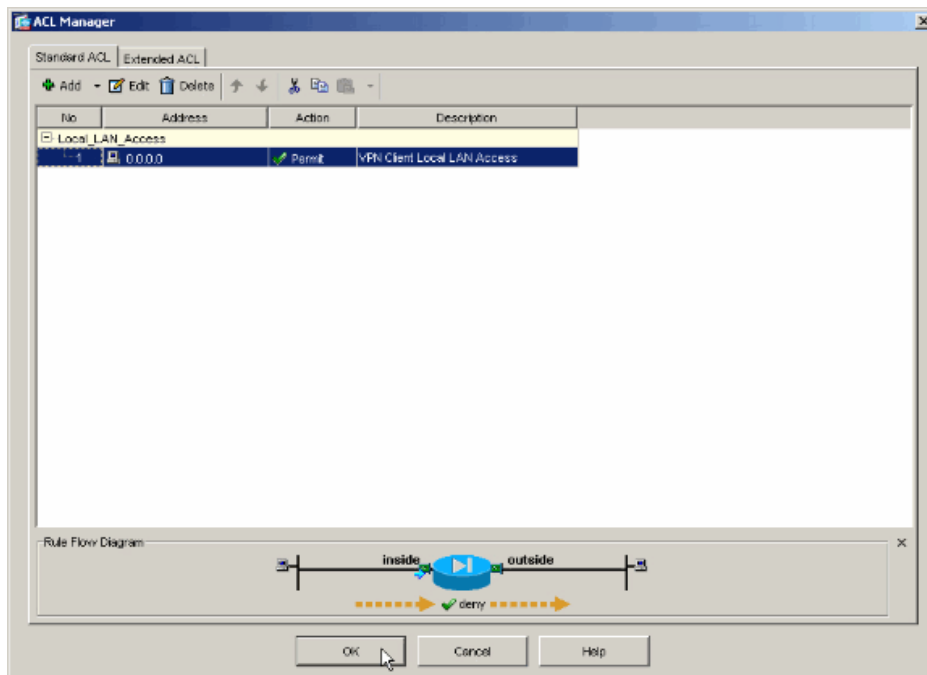 ACL Manager
Standard ACL Extended ACL
Add Edit Delete
No Address Action Description
Local_LAN_Access
1 0.0.0.0 Permit VPN Client Local LAN Access
Rule Flow Diagram
inside outside
deny
OK Cancel Help